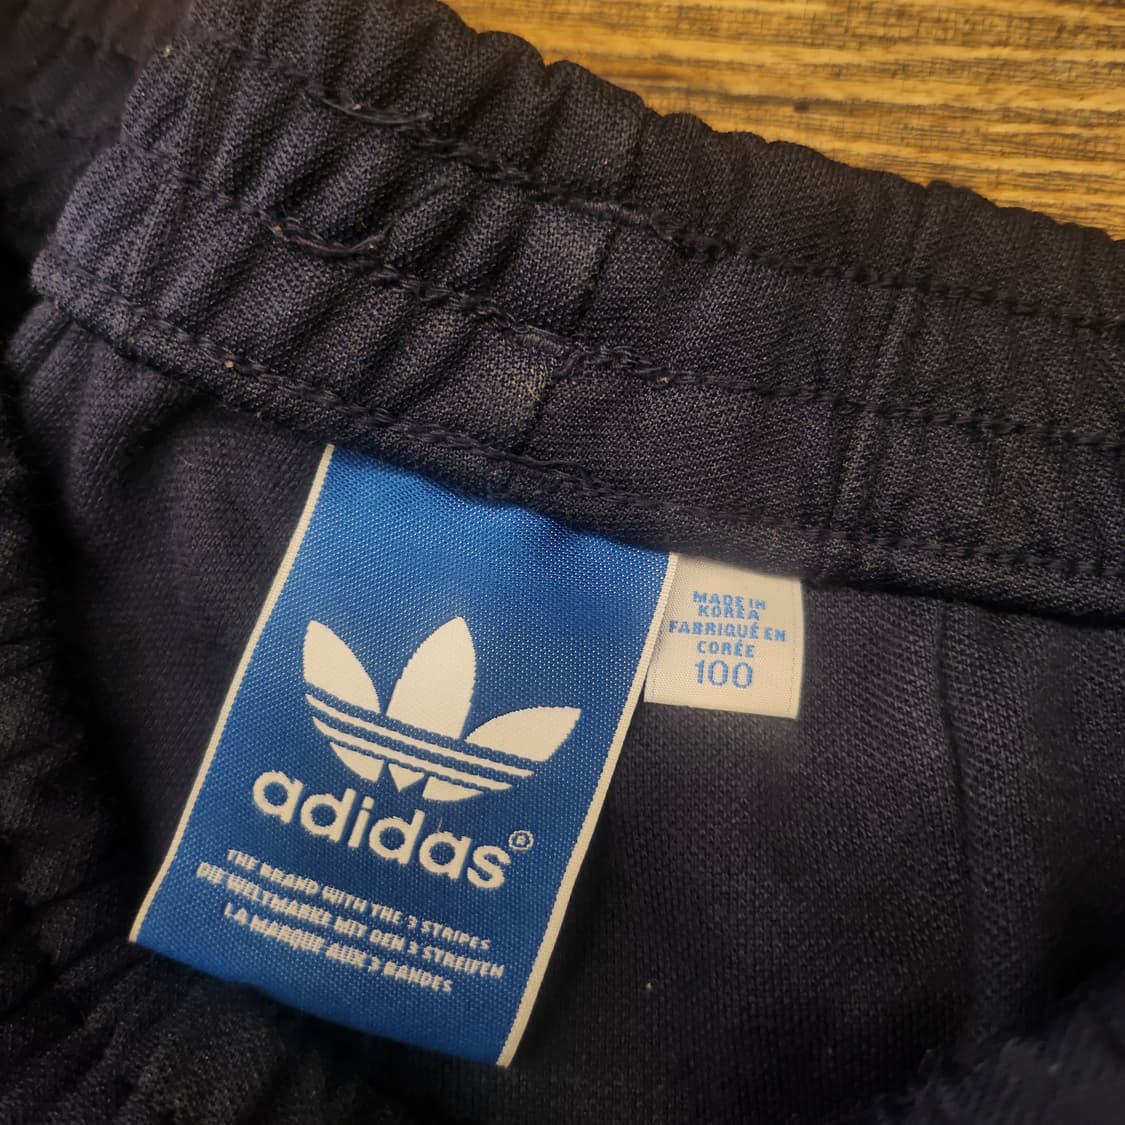 adidas®
THE BRAND WITH THE 3 STRIPES
DIE WELTMARKE MIT DEN 3 STREIFEN
LA MARQUE AUX 3 BANDES
MADE IN
KOREA
FABRIQUÉ EN
CORÉE
100